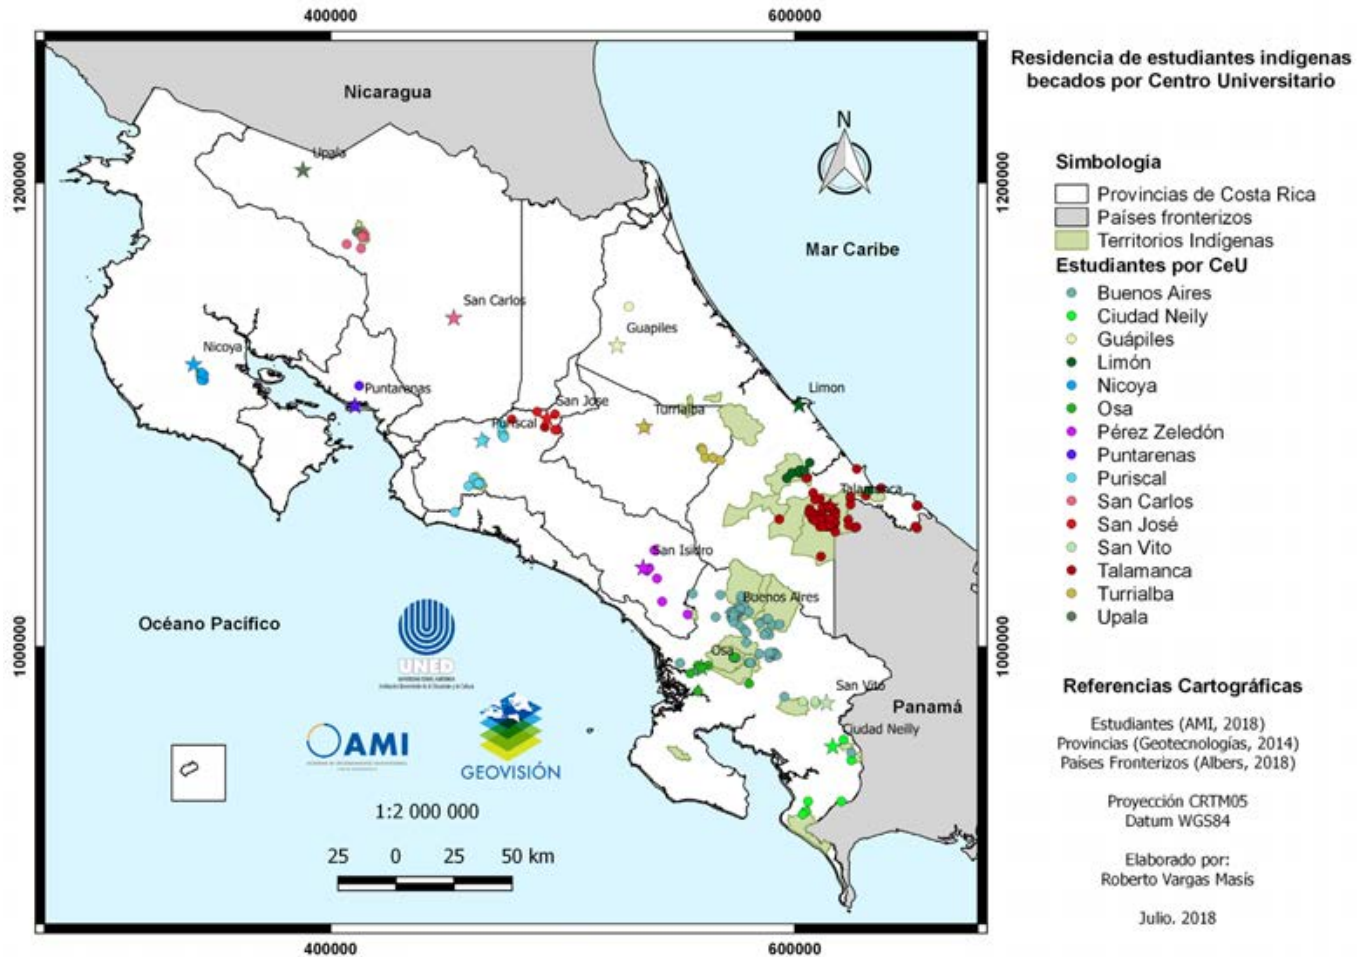 400000
600000
Nicaragua
Upala
N
1200000
1200000
Mar Caribe
San Carlos
Guapiles
Nicoya
Puntarenas
Limon
San Jose
Turrialba
Puriscal
Talamanca
San Isidro
Buenos Aires
Océano Pacífico
1000000
1000000
Osa
UNED
San Vito
Panamá
Ciudad Neilly
AMI
GEOVISIÓN
1:2 000 000
25 0 25 50 km
400000
600000
Residencia de estudiantes indígenas
becados por Centro Universitario
Simbología
Provincias de Costa Rica
Países fronterizos
Territorios Indígenas
Estudiantes por CeU
Buenos Aires
Ciudad Neily
Guápiles
Limón
Nicoya
Osa
Pérez Zeledón
Puntarenas
Puriscal
San Carlos
San José
San Vito
Talamanca
Turrialba
Upala
Referencias Cartográficas
Estudiantes (AMI, 2018)
Provincias (Geotecnologías, 2014)
Países Fronterizos (Albers, 2018)
Proyección CRTM05
Datum WGS84
Elaborado por:
Roberto Vargas Masís
Julio. 2018